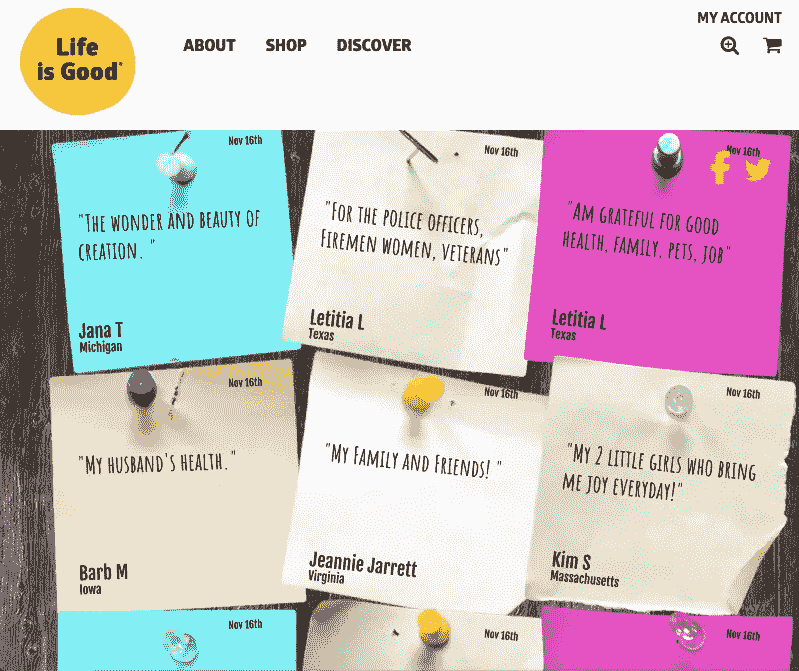 MY ACCOUNT
Life
is Good®
ABOUT SHOP DISCOVER
Nov 16th
"The wonder and beauty of
creation. "
Jana T
Michigan
Nov 16th
"For the police officers,
Firemen women, veterans"
Letitia L
Texas
Nov 16th
"Am grateful for good
health, family, pets, job"
Letitia L
Texas
Nov 16th
"My husband's health."
Barb M
Iowa
Nov 16th
"My Family and Friends! "
Jeannie Jarrett
Virginia
Nov 16th
"My 2 little girls who bring
me joy everyday!"
Kim S
Massachusetts
Nov 16th
Nov 16th
Nov 16th